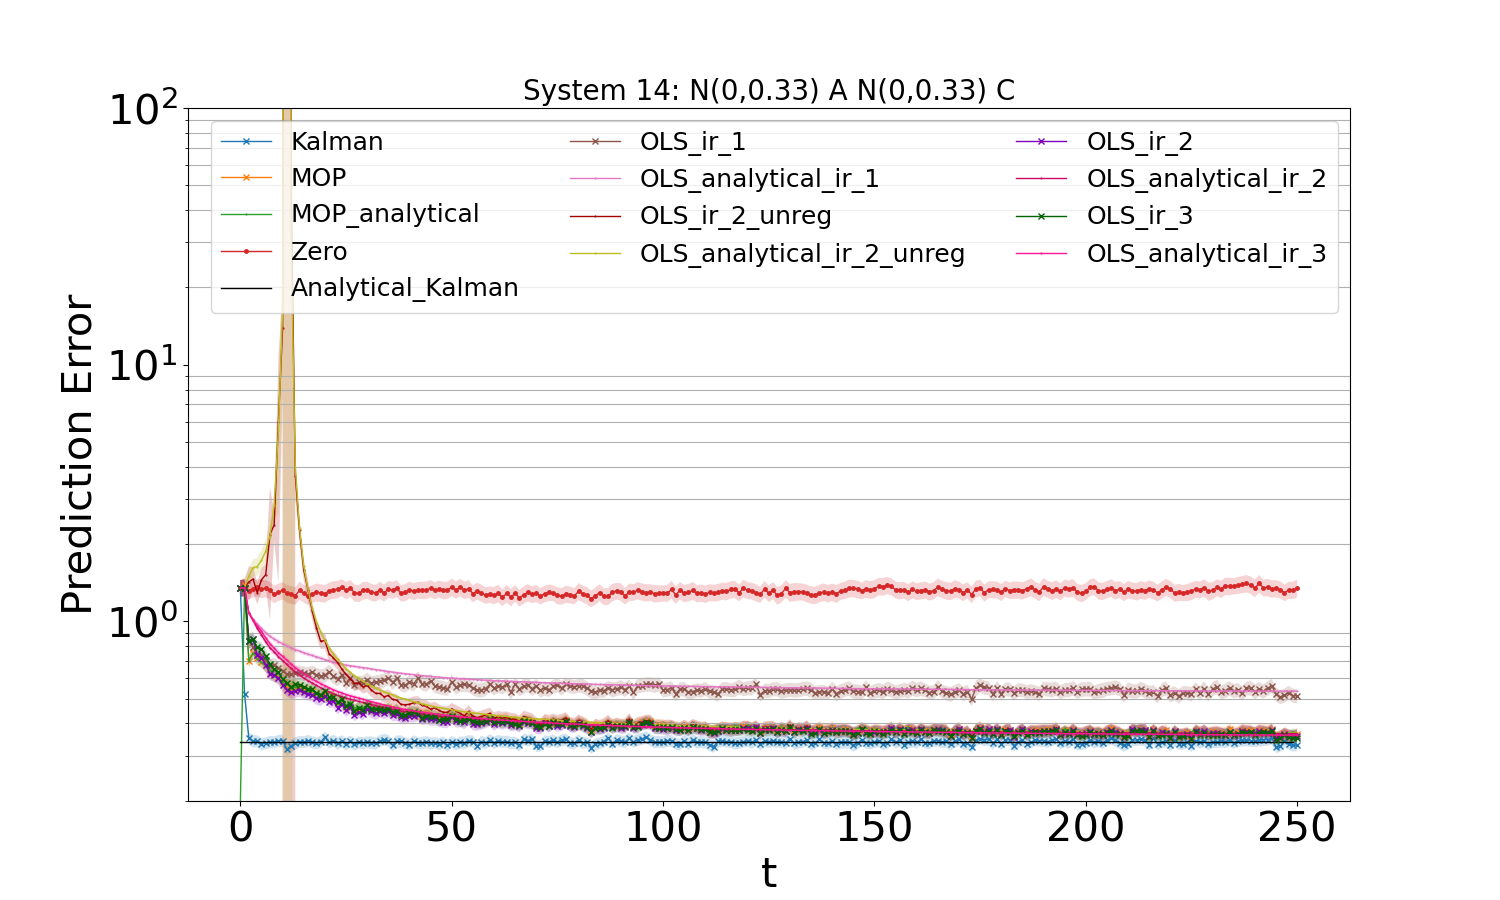 System 14: N(0,0.33) A N(0,0.33) C
10²
10¹
10⁰
Prediction Error
Kalman
MOP
MOP_analytical
Zero
Analytical_Kalman
OLS_ir_1
OLS_analytical_ir_1
OLS_ir_2_unreg
OLS_analytical_ir_2_unreg
OLS_ir_2
OLS_analytical_ir_2
OLS_ir_3
OLS_analytical_ir_3
0 50 100 150 200 250
t